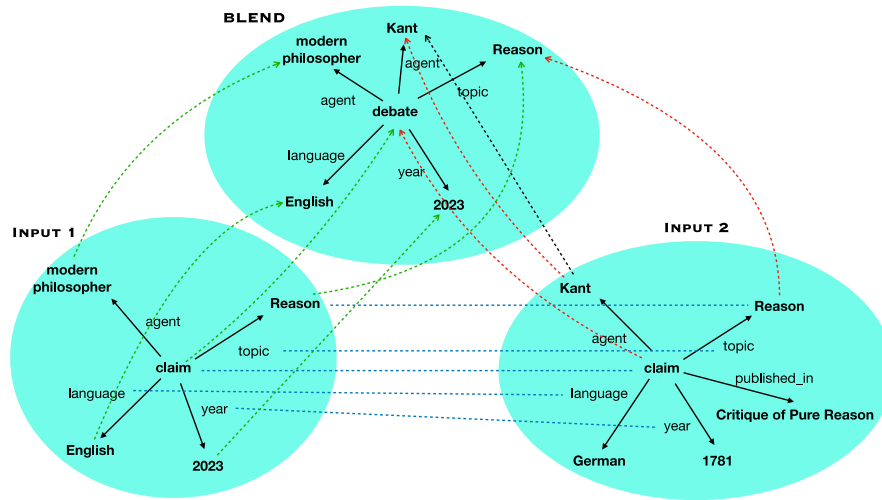 BLEND
Kant
modern
philosopher
Reason
agent
agent
topic
debate
language
year
English
2023
INPUT 1
modern
philosopher
Reason
agent
topic
claim
language
year
English
2023
INPUT 2
Kant
Reason
agent
topic
claim
published_in
language
Critique of Pure Reason
year
German
1781